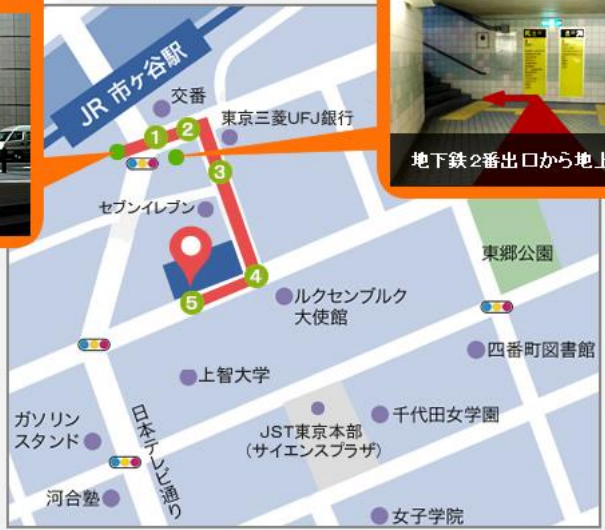 JR 市ヶ谷駅
交番
東京三菱UFJ銀行
1
2
3
地下鉄2番出口から地上
セブンイレブン
4
5
東郷公園
ルクセンブルク
大使館
四番町図書館
上智大学
日本テレビ通り
ガソリン
スタンド
千代田女学園
JST東京本部
(サイエンスプラザ)
河合塾
女子学院